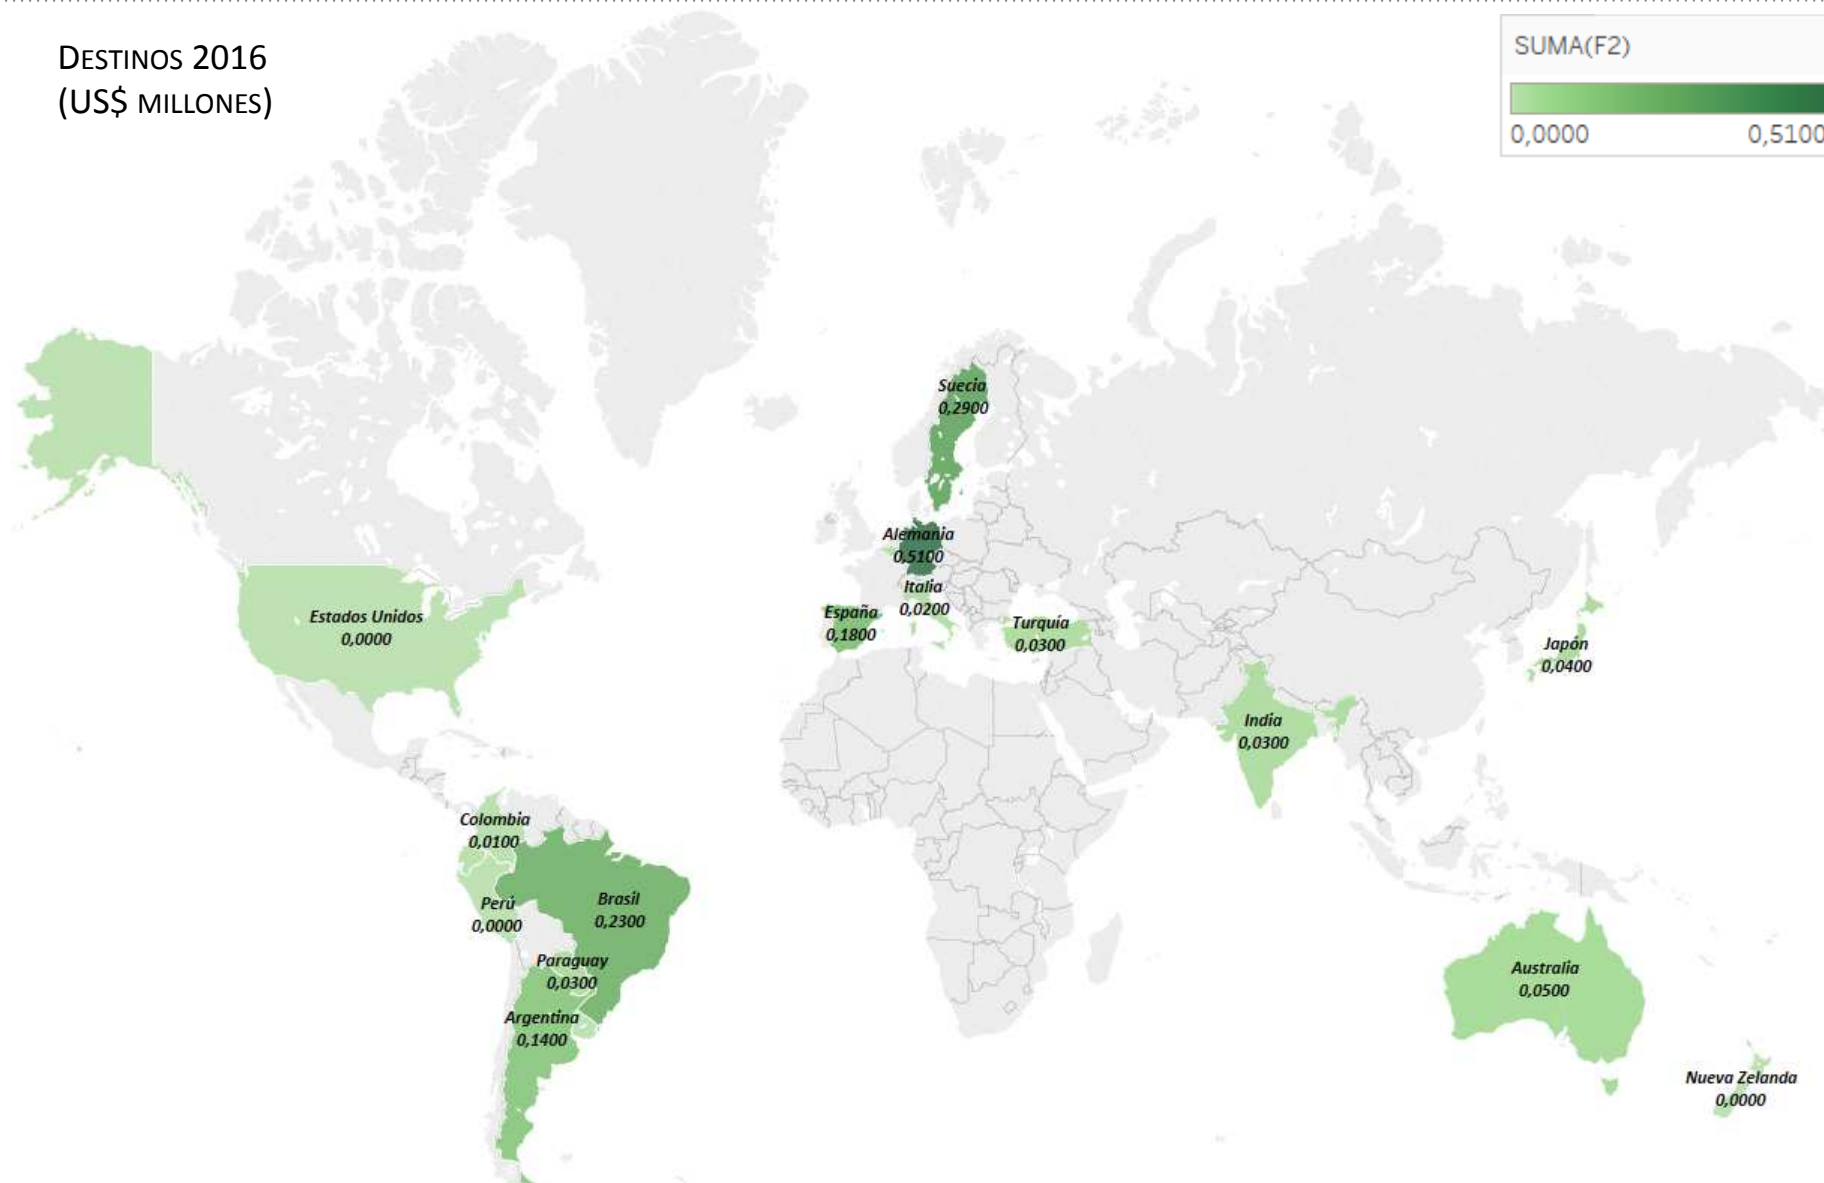 DESTINOS 2016
(US$ MILLONES)
SUMA(F2)
0,0000 0,5100
Suecia
0,2900
Alemania
0,5100
Italia
0,0200
España
0,1800
Turquía
0,0300
Estados Unidos
0,0000
Japón
0,0400
India
0,0300
Colombia
0,0100
Perú
0,0000
Brasil
0,2300
Paraguay
0,0300
Argentina
0,1400
Australia
0,0500
Nueva Zelanda
0,0000